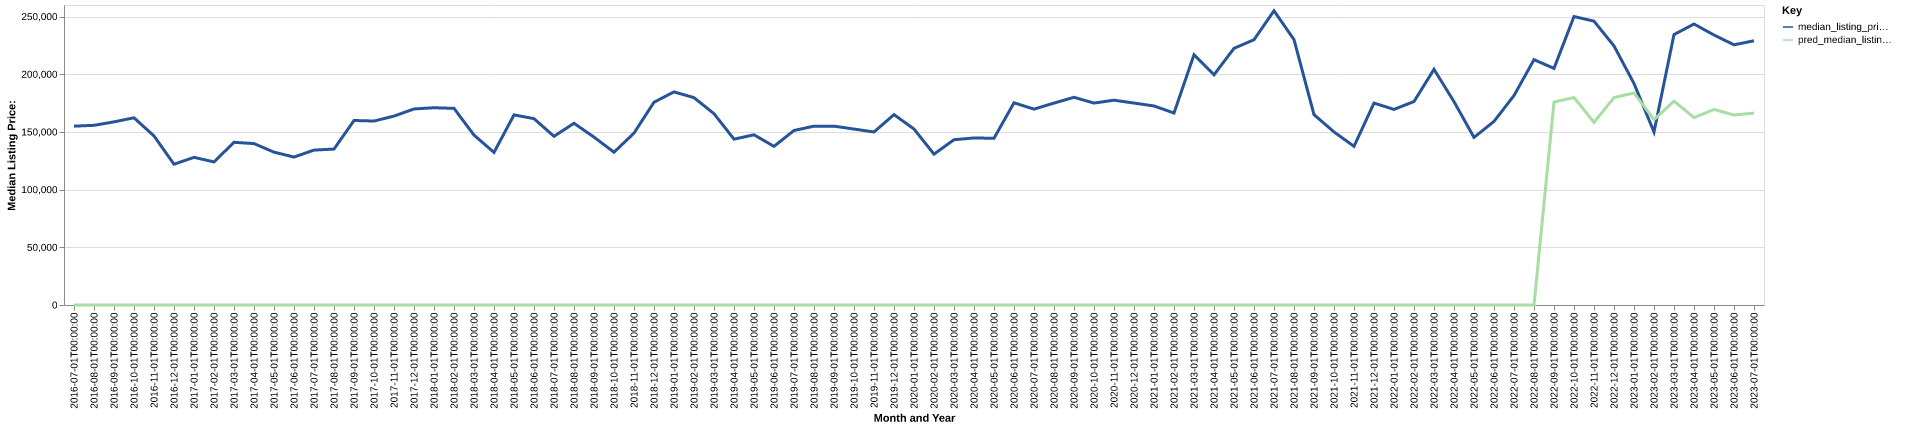 Key
median_listing_pri…
pred_median_listin…
Median Listing Price:
250,000
200,000
150,000
100,000
50,000
0
2016-07-01T00:00:00
2016-08-01T00:00:00
2016-09-01T00:00:00
2016-10-01T00:00:00
2016-11-01T00:00:00
2016-12-01T00:00:00
2017-01-01T00:00:00
2017-02-01T00:00:00
2017-03-01T00:00:00
2017-04-01T00:00:00
2017-05-01T00:00:00
2017-06-01T00:00:00
2017-07-01T00:00:00
2017-08-01T00:00:00
2017-09-01T00:00:00
2017-10-01T00:00:00
2017-11-01T00:00:00
2017-12-01T00:00:00
2018-01-01T00:00:00
2018-02-01T00:00:00
2018-03-01T00:00:00
2018-04-01T00:00:00
2018-05-01T00:00:00
2018-06-01T00:00:00
2018-07-01T00:00:00
2018-08-01T00:00:00
2018-09-01T00:00:00
2018-10-01T00:00:00
2018-11-01T00:00:00
2018-12-01T00:00:00
2019-01-01T00:00:00
2019-02-01T00:00:00
2019-03-01T00:00:00
2019-04-01T00:00:00
2019-05-01T00:00:00
2019-06-01T00:00:00
2019-07-01T00:00:00
2019-08-01T00:00:00
2019-09-01T00:00:00
2019-10-01T00:00:00
2019-11-01T00:00:00
2019-12-01T00:00:00
2020-01-01T00:00:00
2020-02-01T00:00:00
2020-03-01T00:00:00
2020-04-01T00:00:00
2020-05-01T00:00:00
2020-06-01T00:00:00
2020-07-01T00:00:00
2020-08-01T00:00:00
2020-09-01T00:00:00
2020-10-01T00:00:00
2020-11-01T00:00:00
2020-12-01T00:00:00
2021-01-01T00:00:00
2021-02-01T00:00:00
2021-03-01T00:00:00
2021-04-01T00:00:00
2021-05-01T00:00:00
2021-06-01T00:00:00
2021-07-01T00:00:00
2021-08-01T00:00:00
2021-09-01T00:00:00
2021-10-01T00:00:00
2021-11-01T00:00:00
2021-12-01T00:00:00
2022-01-01T00:00:00
2022-02-01T00:00:00
2022-03-01T00:00:00
2022-04-01T00:00:00
2022-05-01T00:00:00
2022-06-01T00:00:00
2022-07-01T00:00:00
2022-08-01T00:00:00
2022-09-01T00:00:00
2022-10-01T00:00:00
2022-11-01T00:00:00
2022-12-01T00:00:00
2023-01-01T00:00:00
2023-02-01T00:00:00
2023-03-01T00:00:00
2023-04-01T00:00:00
2023-05-01T00:00:00
2023-06-01T00:00:00
2023-07-01T00:00:00
Month and Year